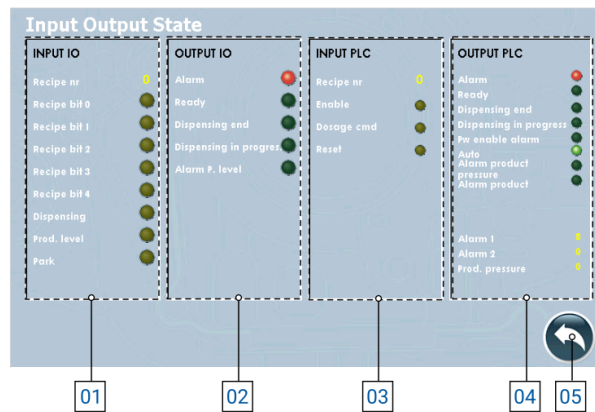 Input Output State
INPUT IO
Recipe nr 0
Recipe bit 0
Recipe bit 1
Recipe bit 2
Recipe bit 3
Recipe bit 4
Dispensing
Prod. level
Park
OUTPUT IO
Alarm
Ready
Dispensing end
Dispensing in progres
Alarm P. level
INPUT PLC
Recipe nr 0
Enable
Dosage cmd
Reset
OUTPUT PLC
Alarm
Ready
Dispensing end
Dispensing in progress
Pw enable alarm
Auto
Alarm product
pressure
Alarm product
Alarm 1
Alarm 2 0
Prod. pressure 0
01
02
03
04
05